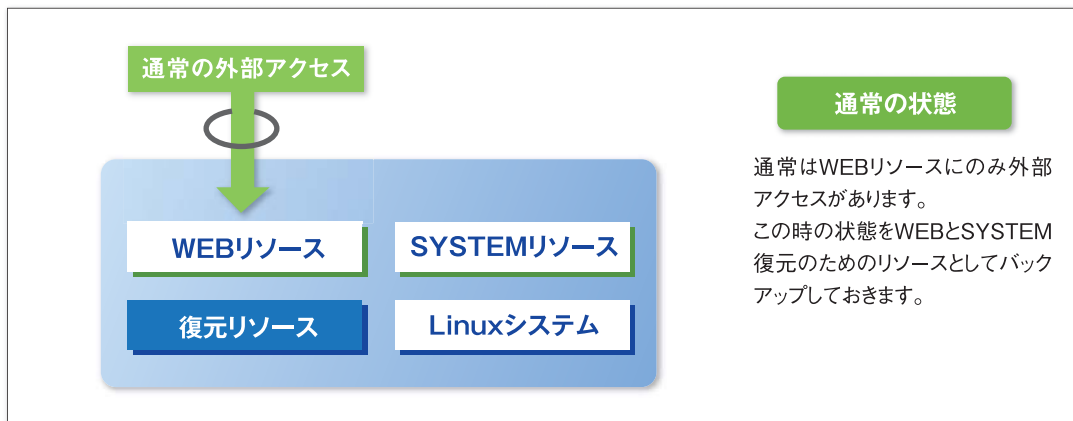 通常の外部アクセス
WEBリソース
SYSTEMリソース
復元リソース
Linuxシステム
通常の状態
通常はWEBリソースにのみ外部
アクセスがあります。
この時の状態をWEBとSYSTEM
復元のためのリソースとしてバック
アップしておきます。